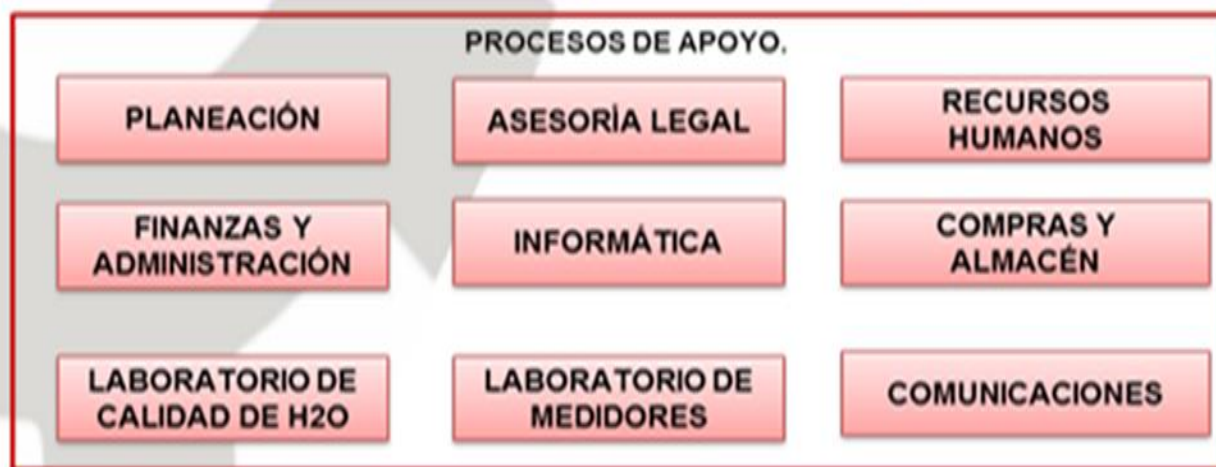 PROCESOS DE APOYO.
PLANEACIÓN
ASESORÌA LEGAL
RECURSOS
HUMANOS
FINANZAS Y
ADMINISTRACIÓN
INFORMÁTICA
COMPRAS Y
ALMACÉN
LABORATORIO DE
CALIDAD DE H2O
LABORATORIO DE
MEDIDORES
COMUNICACIONES